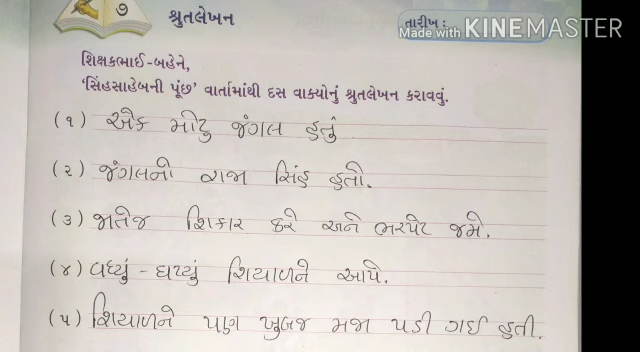 ૭ શ્રુતલેખન તારીખ :
Made with KINEMASTER
શિક્ષકભાઈ-બહેને,
'સિંહસાહેબની પૂંછ' વાર્તામાંથી દસ વાક્યોનું શ્રુતલેખન કરાવવું.
(૧) એક મોટુ જંગલ હતું
(૨) જંગલનો રાજા સિંહ હતો.
(૩) જાતેજ શિકાર કરે અને ભરપેટ જમે.
(૪) વધ્યું - ઘટ્યું શિયાળને આપે.
(૫) શિયાળને પણ ખુબજ મજા પડી ગઈ હતી.